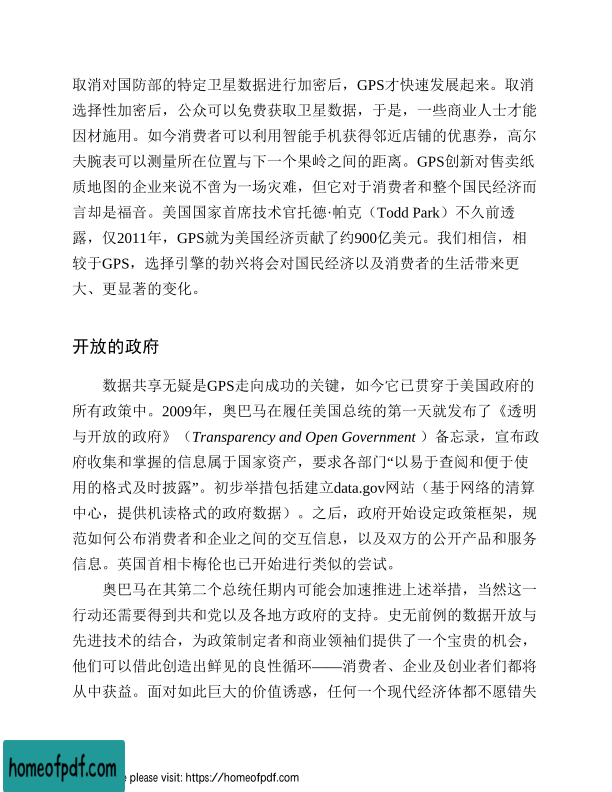 取消对国防部的特定卫星数据进行加密后，GPS才快速发展起来。取消
选择性加密后，公众可以免费获取卫星数据，于是，一些商业人士才能
因材施用。如今消费者可以利用智能手机获得邻近店铺的优惠券，高尔
夫腕表可以测量所在位置与下一个果岭之间的距离。GPS创新对售卖纸
质地图的企业来说不啻为一场灾难，但它对于消费者和整个国民经济而
言却是福音。美国国家首席技术官托德·帕克（Todd Park）不久前透
露，仅2011年，GPS就为美国经济贡献了约900亿美元。我们相信，相
较于GPS，选择引擎的勃兴将会对国民经济以及消费者的生活带来更
大、更显著的变化。
开放的政府
数据共享无疑是GPS走向成功的关键，如今它已贯穿于美国政府的
所有政策中。2009年，奥巴马在履任美国总统的第一天就发布了《透明
与开放的政府》（Transparency and Open Government ）备忘录，宣布政
府收集和掌握的信息属于国家资产，要求各部门“以易于查阅和便于使
用的格式及时披露”。初步举措包括建立data.gov网站（基于网络的清算
中心，提供机读格式的政府数据）。之后，政府开始设定政策框架，规
范如何公布消费者和企业之间的交互信息，以及双方的公开产品和服务
信息。英国首相卡梅伦也已开始进行类似的尝试。
奥巴马在其第二个总统任期内可能会加速推进上述举措，当然这一
行动还需要得到共和党以及各地方政府的支持。史无前例的数据开放与
先进技术的结合，为政策制定者和商业领袖们提供了一个宝贵的机会，
他们可以借此创造出鲜见的良性循环——消费者、企业及创业者们都将
从中获益。面对如此巨大的价值诱惑，任何一个现代经济体都不愿错失
homeofpdf.com
e please visit: https://homeofpdf.com